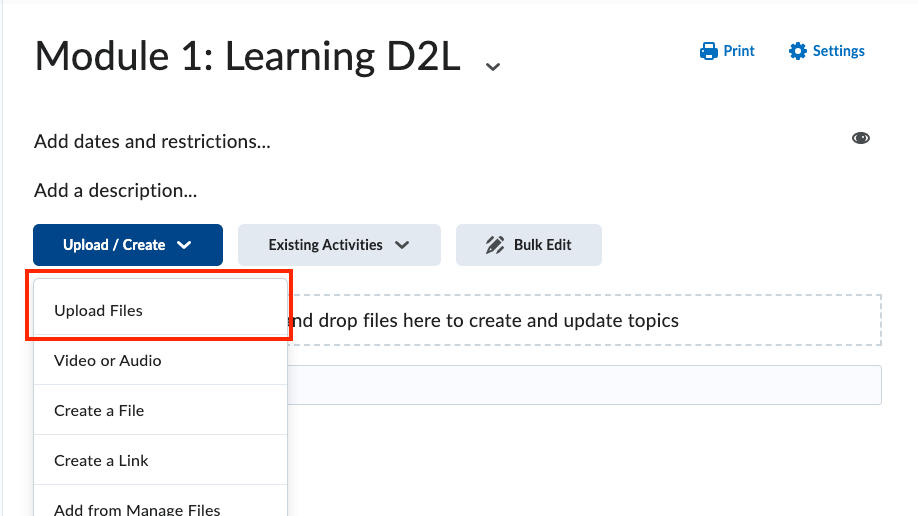 Module 1: Learning D2L
Print
Settings
Add dates and restrictions...
Add a description...
Upload / Create
Existing Activities
Bulk Edit
Upload Files
nd drop files here to create and update topics
Video or Audio
Create a File
Create a Link
Add from Manage Files